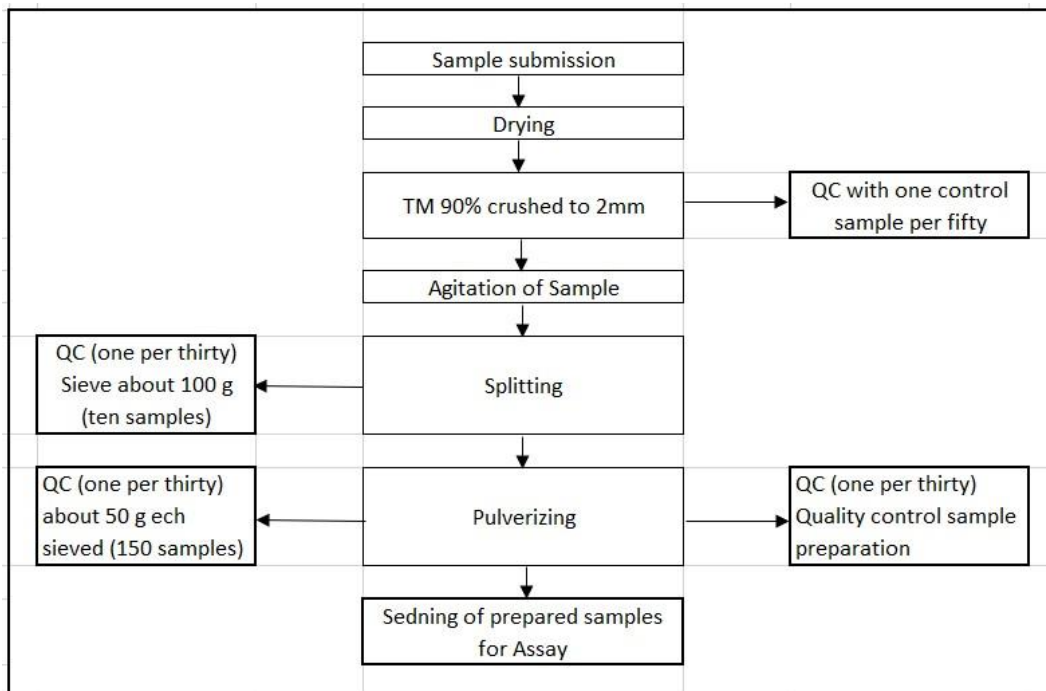 Sample submission
Drying
TM 90% crushed to 2mm
QC with one control
sample per fifty
Agitation of Sample
QC (one per thirty)
Sieve about 100 g
(ten samples)
Splitting
QC (one per thirty)
about 50 g ech
sieved (150 samples)
Pulverizing
QC (one per thirty)
Quality control sample
preparation
Sedning of prepared samples
for Assay